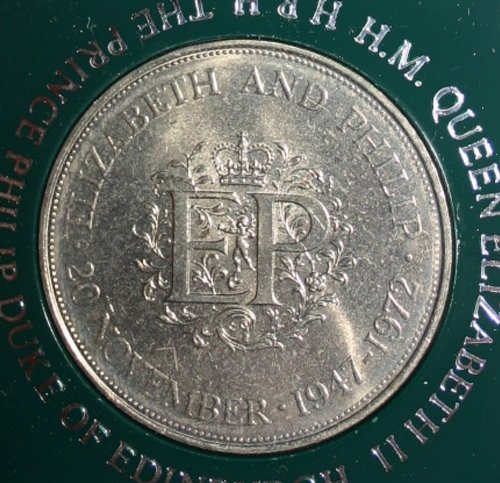 H.M. QUEEN ELIZABETH II
H.R.H THE PRINCE PHILIP DUKE OF EDINBURGH
· ELIZABETH AND PHILIP ·
20 NOVEMBER · 1947-1972
EP